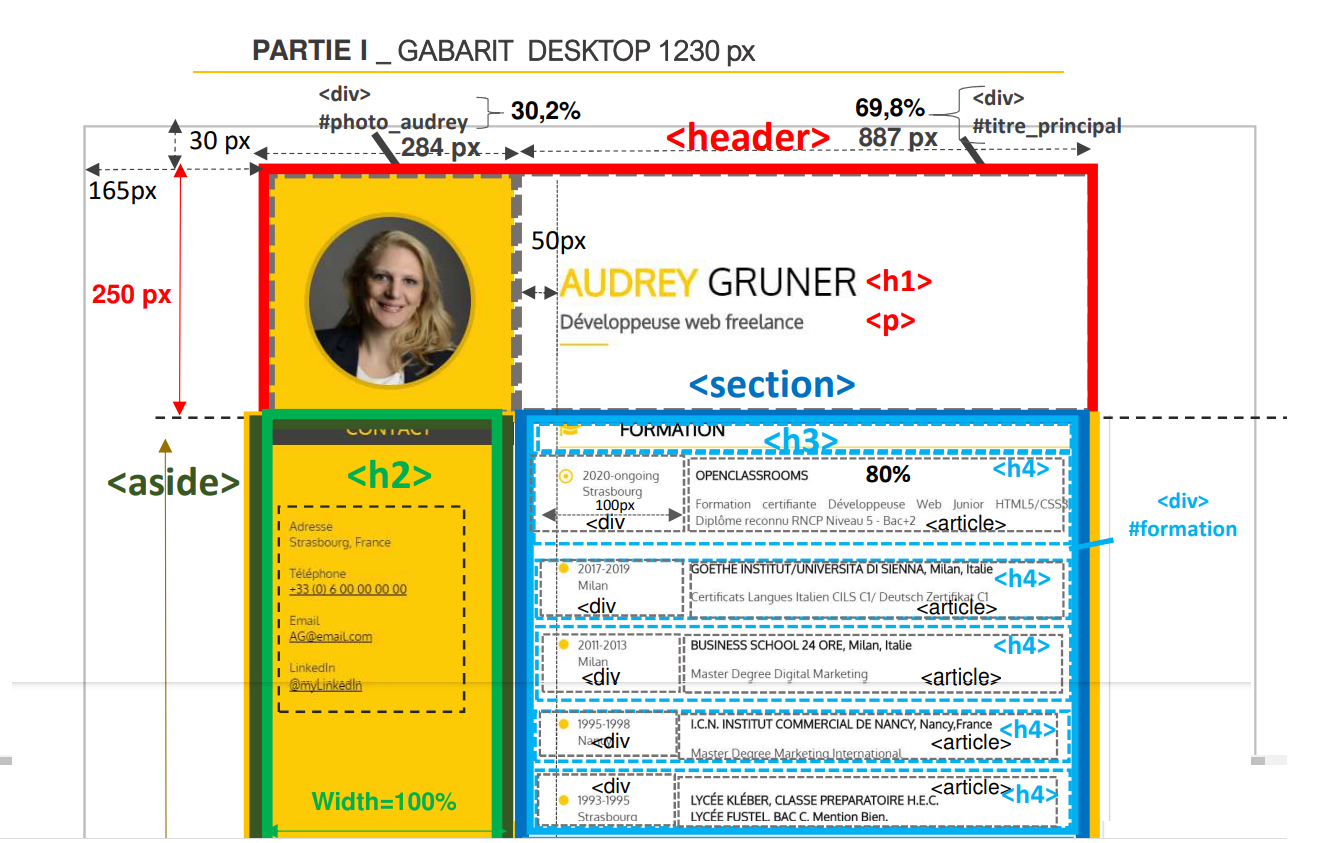 PARTIE I _ GABARIT DESKTOP 1230 px
<div>
#photo_audrey
30,2%
69,8%
<div>
#titre_principal
30 px
284 px
<header>
887 px
165px
50px
250 px
AUDREY GRUNER <h1>
Développeuse web freelance <p>
<section>
CONTACT
FORMATION
<h3>
<aside>
<h2>
2020-ongoing
Strasbourg
100px
<div
OPENCLASSROOMS
80%
<h4>
Formation certifiante Développeuse Web Junior HTML5/CSS3
Diplôme reconnu RNCP Niveau 5 - Bac+2
<article>
<div>
#formation
Adresse
Strasbourg, France
Téléphone
+33 (0) 6 00 00 00 00
Email
AG@email.com
LinkedIn
@myLinkedIn
2017-2019
Milan
<div
GOETHE INSTITUT/UNIVERSITA DI SIENNA, Milan, Italie
<h4>
Certificats Langues Italien CILS C1/ Deutsch Zertifikat C1
<article>
2011-2013
Milan
<div
BUSINESS SCHOOL 24 ORE, Milan, Italie
<h4>
Master Degree Digital Marketing
<article>
1995-1998
Nancy
<div
I.C.N. INSTITUT COMMERCIAL DE NANCY, Nancy,France
<h4>
<article>
Master Degree Marketing International
<div
1993-1995
Strasbourg
<article>
<h4>
LYCÉE KLÉBER, CLASSE PREPARATOIRE H.E.C.
LYCÉE FUSTEL, BAC C, Mention Bien.
Width=100%